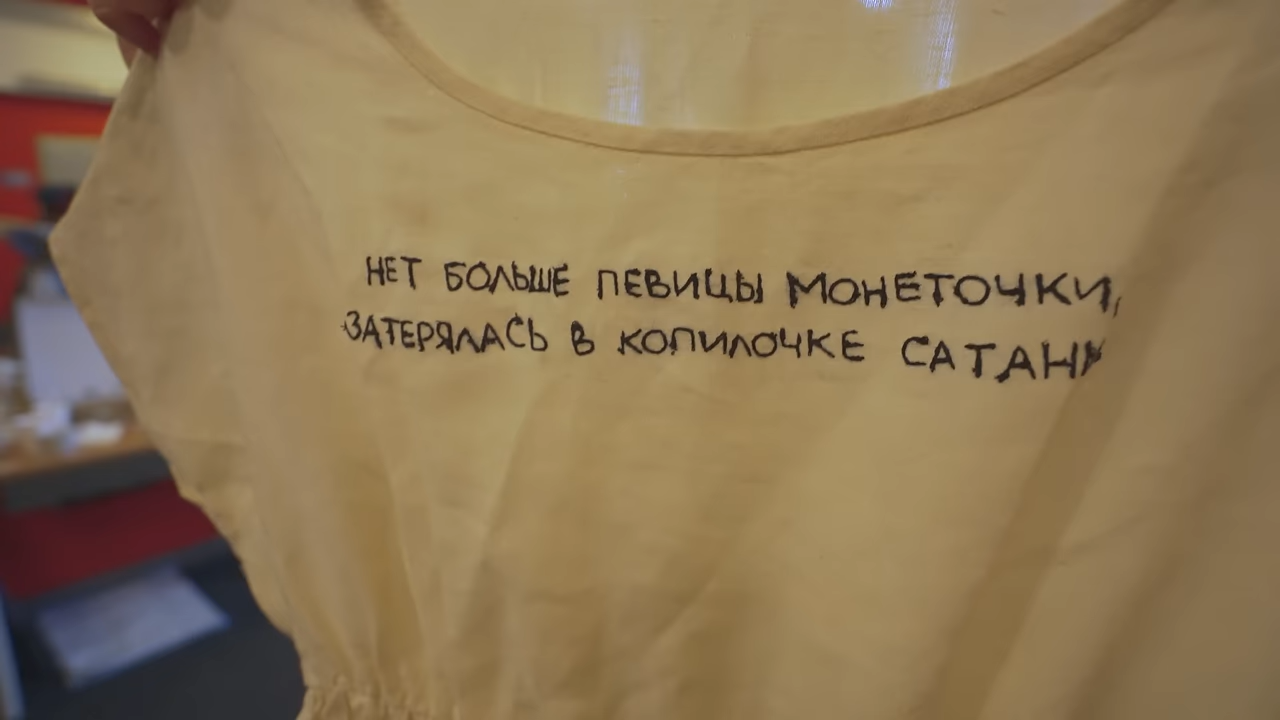 НЕТ БОЛЬШЕ ПЕВИЦЫ МОНЕТОЧКИ,
ЗАТЕРЯЛАСЬ В КОПИЛОЧКЕ САТАНЫ